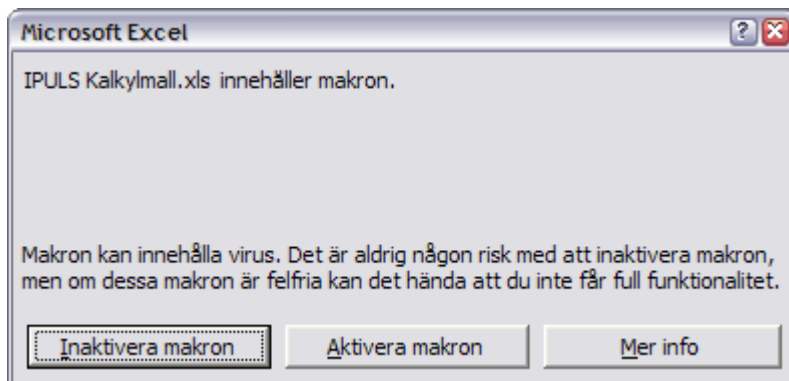 Microsoft Excel
IPULS Kalkylmall.xls innehåller makron.
Makron kan innehålla virus. Det är aldrig någon risk med att inaktivera makron,
men om dessa makron är felfria kan det hända att du inte får full funktionalitet.
Inaktivera makron Aktivera makron Mer info